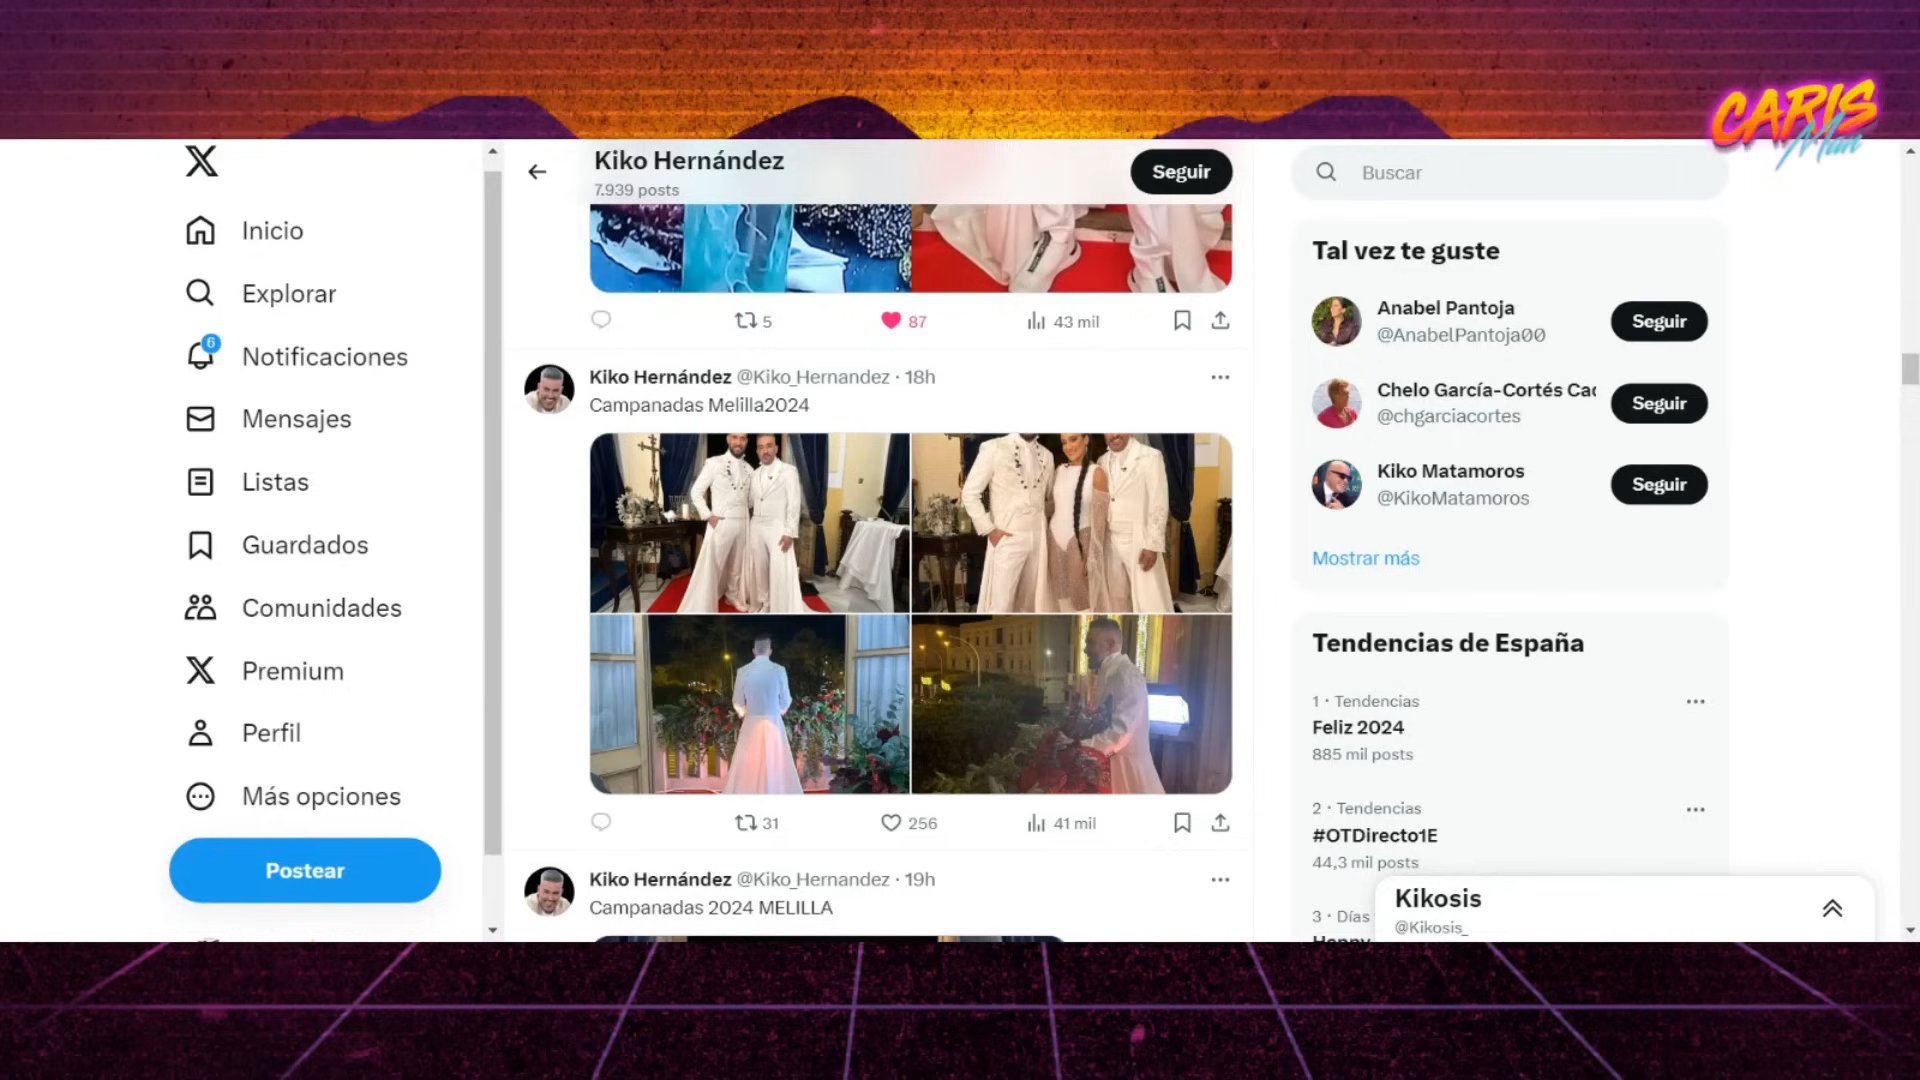 CARIS
Man
Inicio
Explorar
6
Notificaciones
Mensajes
Listas
Guardados
Comunidades
Premium
Perfil
Más opciones
Postear
Kiko Hernández
7.939 posts
Seguir
5
87
43 mil
Kiko Hernández @Kiko_Hernandez · 18h
Campanadas Melilla2024
31
256
41 mil
Kiko Hernández @Kiko_Hernandez · 19h
Campanadas 2024 MELILLA
Buscar
Tal vez te guste
Anabel Pantoja
@AnabelPantoja00
Seguir
Chelo García-Cortés Cad
@chgarciacortes
Seguir
Kiko Matamoros
@KikoMatamoros
Seguir
Mostrar más
Tendencias de España
1 · Tendencias
Feliz 2024
885 mil posts
2 · Tendencias
#OTDirecto1E
44,3 mil posts
3 · Días
Happy
Kikosis
@Kikosis_